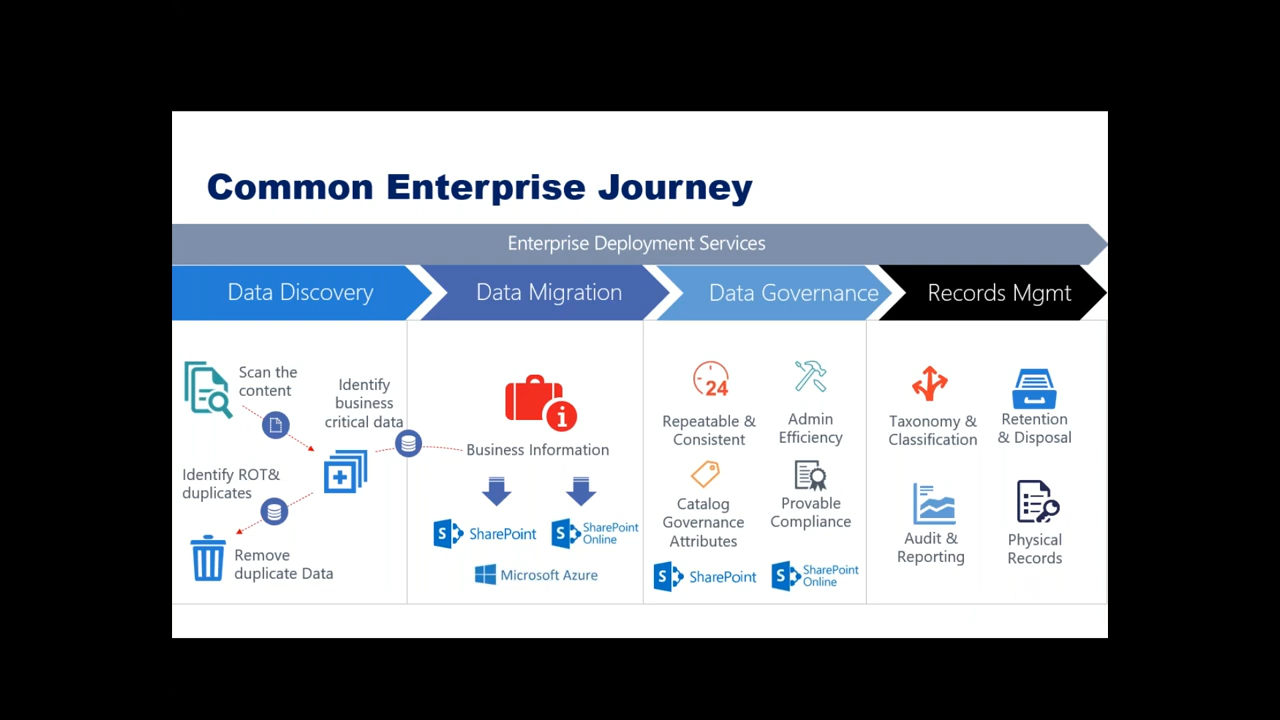 Common Enterprise Journey
Enterprise Deployment Services
Data Discovery
Data Migration
Data Governance
Records Mgmt
Scan the
content
Identify
business
critical data
Identify ROT&
duplicates
Remove
duplicate Data
Business Information
S SharePoint
S SharePoint
Online
Microsoft Azure
24
Repeatable &
Consistent
Admin
Efficiency
Catalog
Governance
Attributes
Provable
Compliance
S SharePoint
S SharePoint
Online
Taxonomy &
Classification
Retention
& Disposal
Audit &
Reporting
Physical
Records